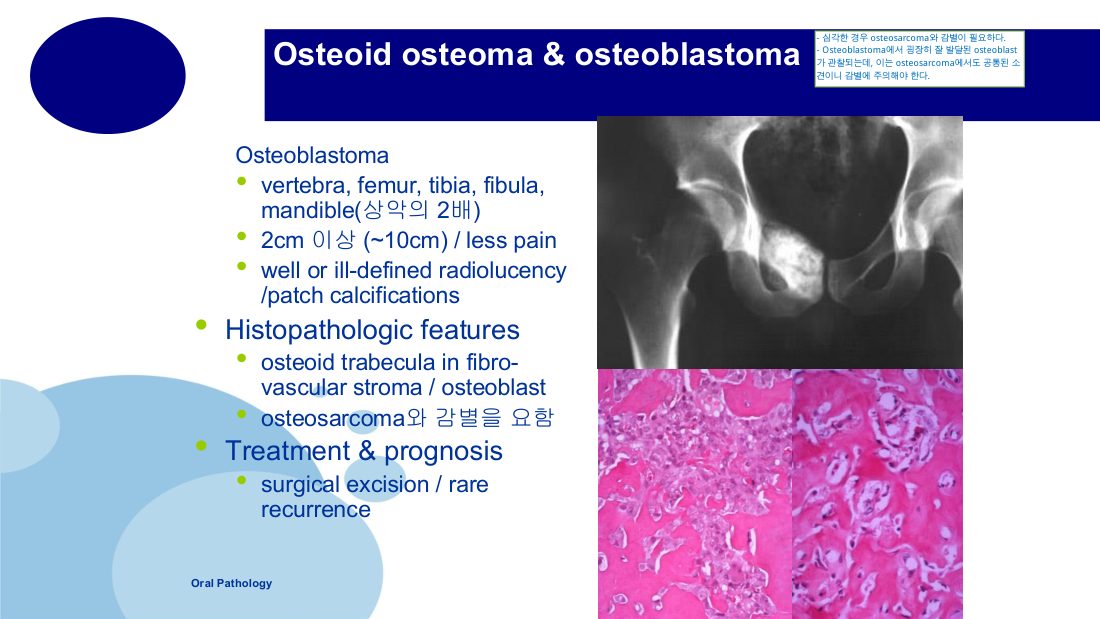 Osteoid osteoma & osteoblastoma
- 심각한 경우 osteosarcoma와 감별이 필요하다.
- Osteoblastoma에서 굉장히 잘 발달된 osteoblast
가 관찰되는데, 이는 osteosarcoma에서도 공통된 소
견이니 감별에 주의해야 한다.
Osteoblastoma
• vertebra, femur, tibia, fibula,
mandible(상악의 2배)
• 2cm 이상 (~10cm) / less pain
• well or ill-defined radiolucency
/patch calcifications
• Histopathologic features
• osteoid trabecula in fibro-
vascular stroma / osteoblast
• osteosarcoma와 감별을 요함
• Treatment & prognosis
• surgical excision / rare
recurrence
Oral Pathology